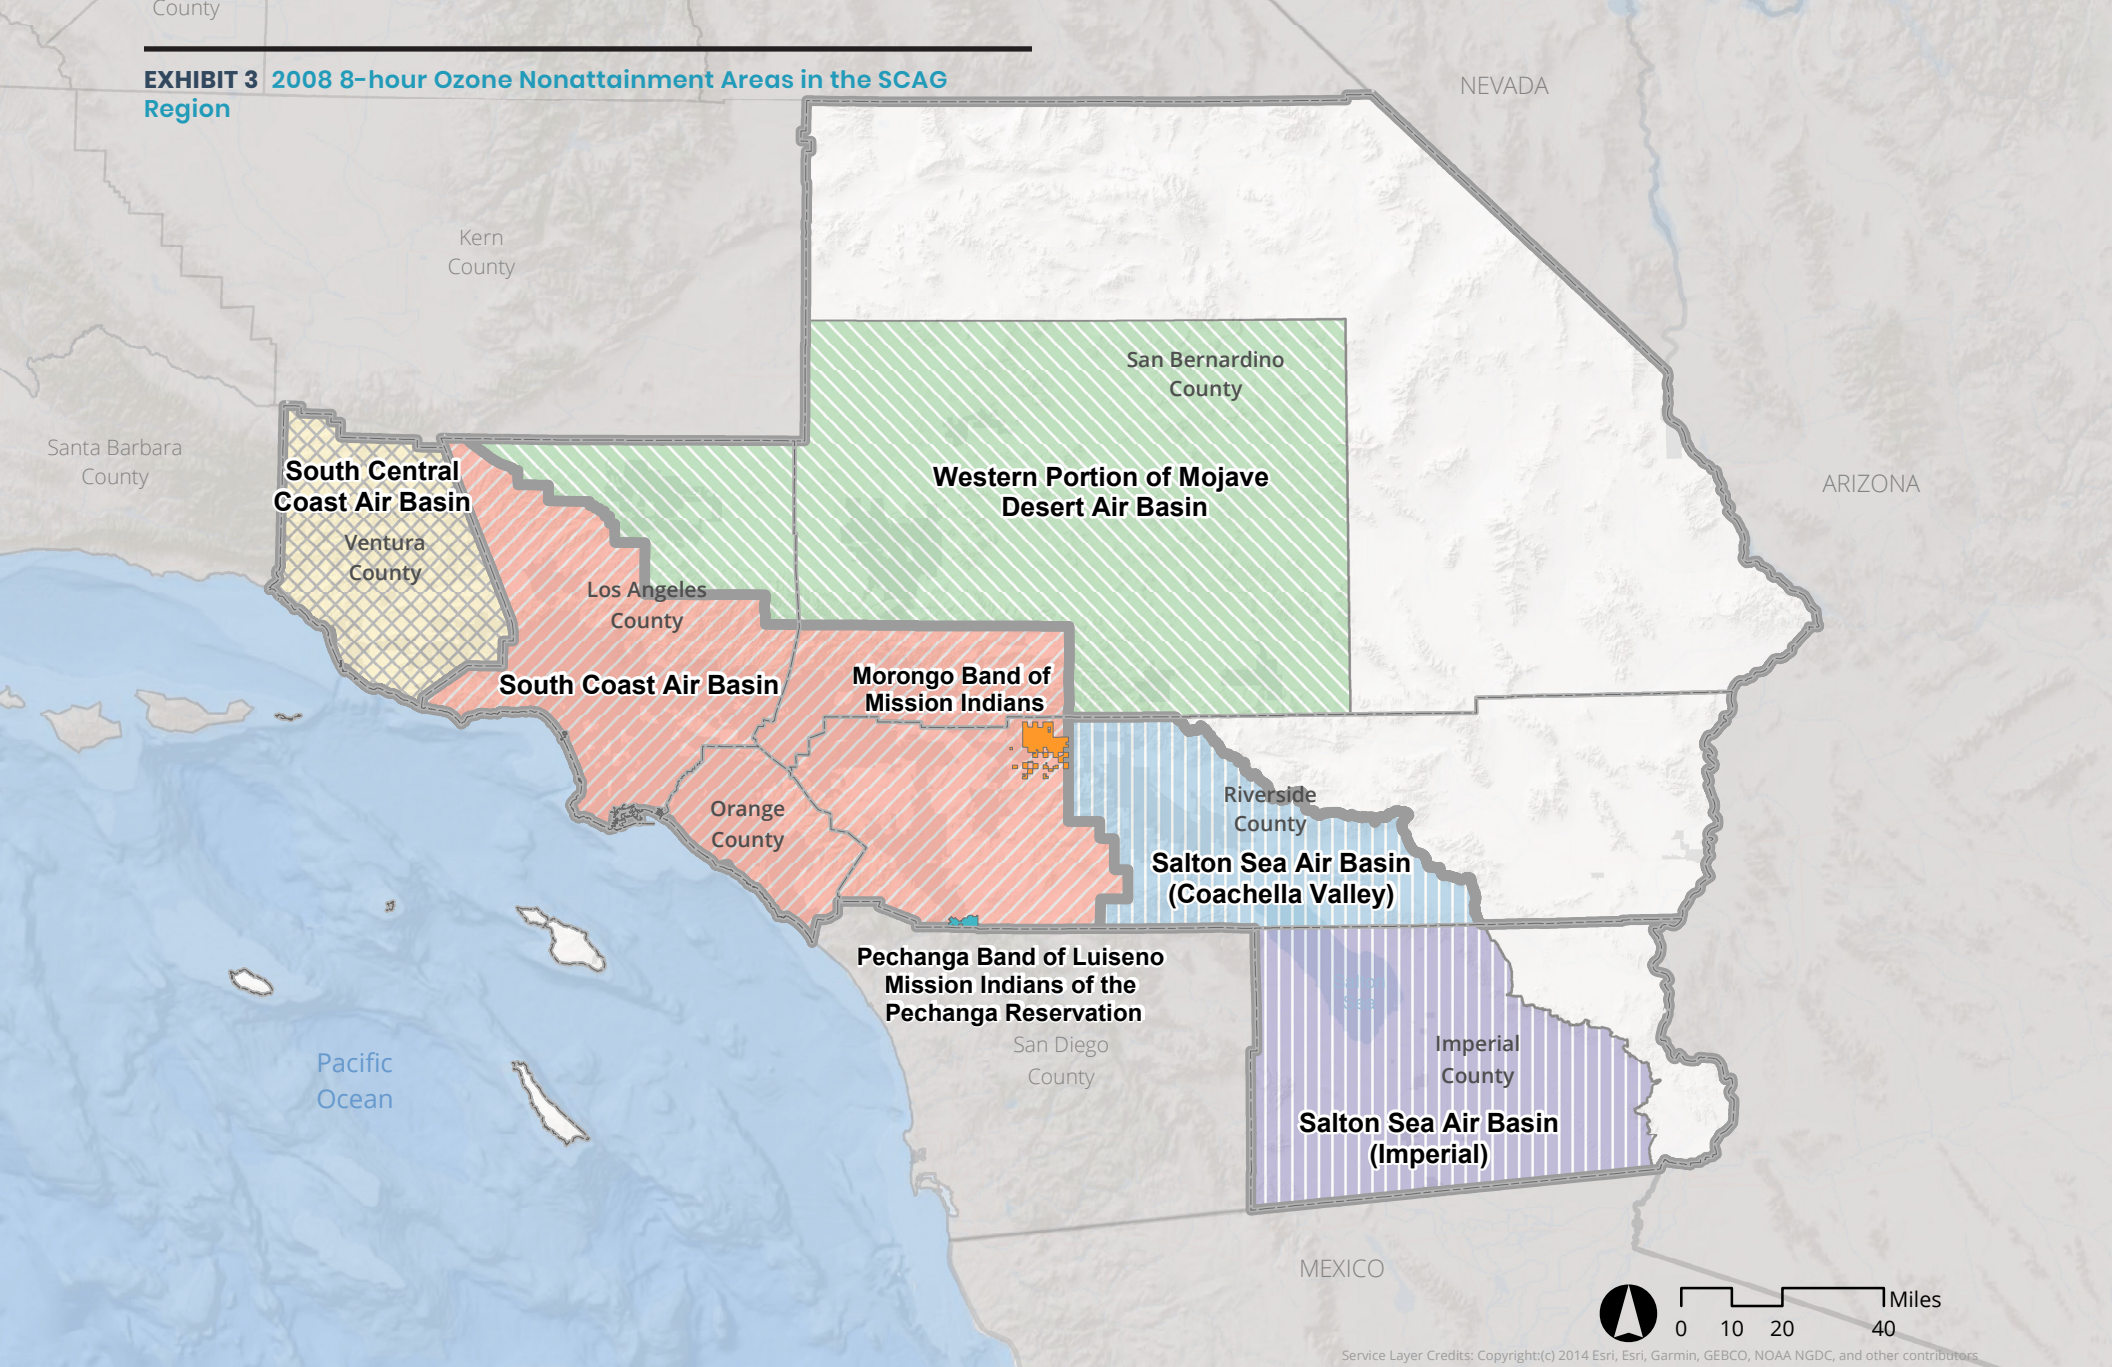 County
EXHIBIT 3 2008 8-hour Ozone Nonattainment Areas in the SCAG
Region
NEVADA
Kern
County
San Bernardino
County
Santa Barbara
County
South Central
Coast Air Basin
Western Portion of Mojave
Desert Air Basin
ARIZONA
Ventura
County
Los Angeles
County
South Coast Air Basin
Morongo Band of
Mission Indians
Orange
County
Riverside
County
Salton Sea Air Basin
(Coachella Valley)
Pechanga Band of Luiseno
Mission Indians of the
Pechanga Reservation
San Diego
County
Imperial
County
Pacific
Ocean
Salton Sea Air Basin
(Imperial)
MEXICO
Miles
0 10 20 40
Service Layer Credits: Copyright:(c) 2014 Esri, Esri, Garmin, GEBCO, NOAA NGDC, and other contributors